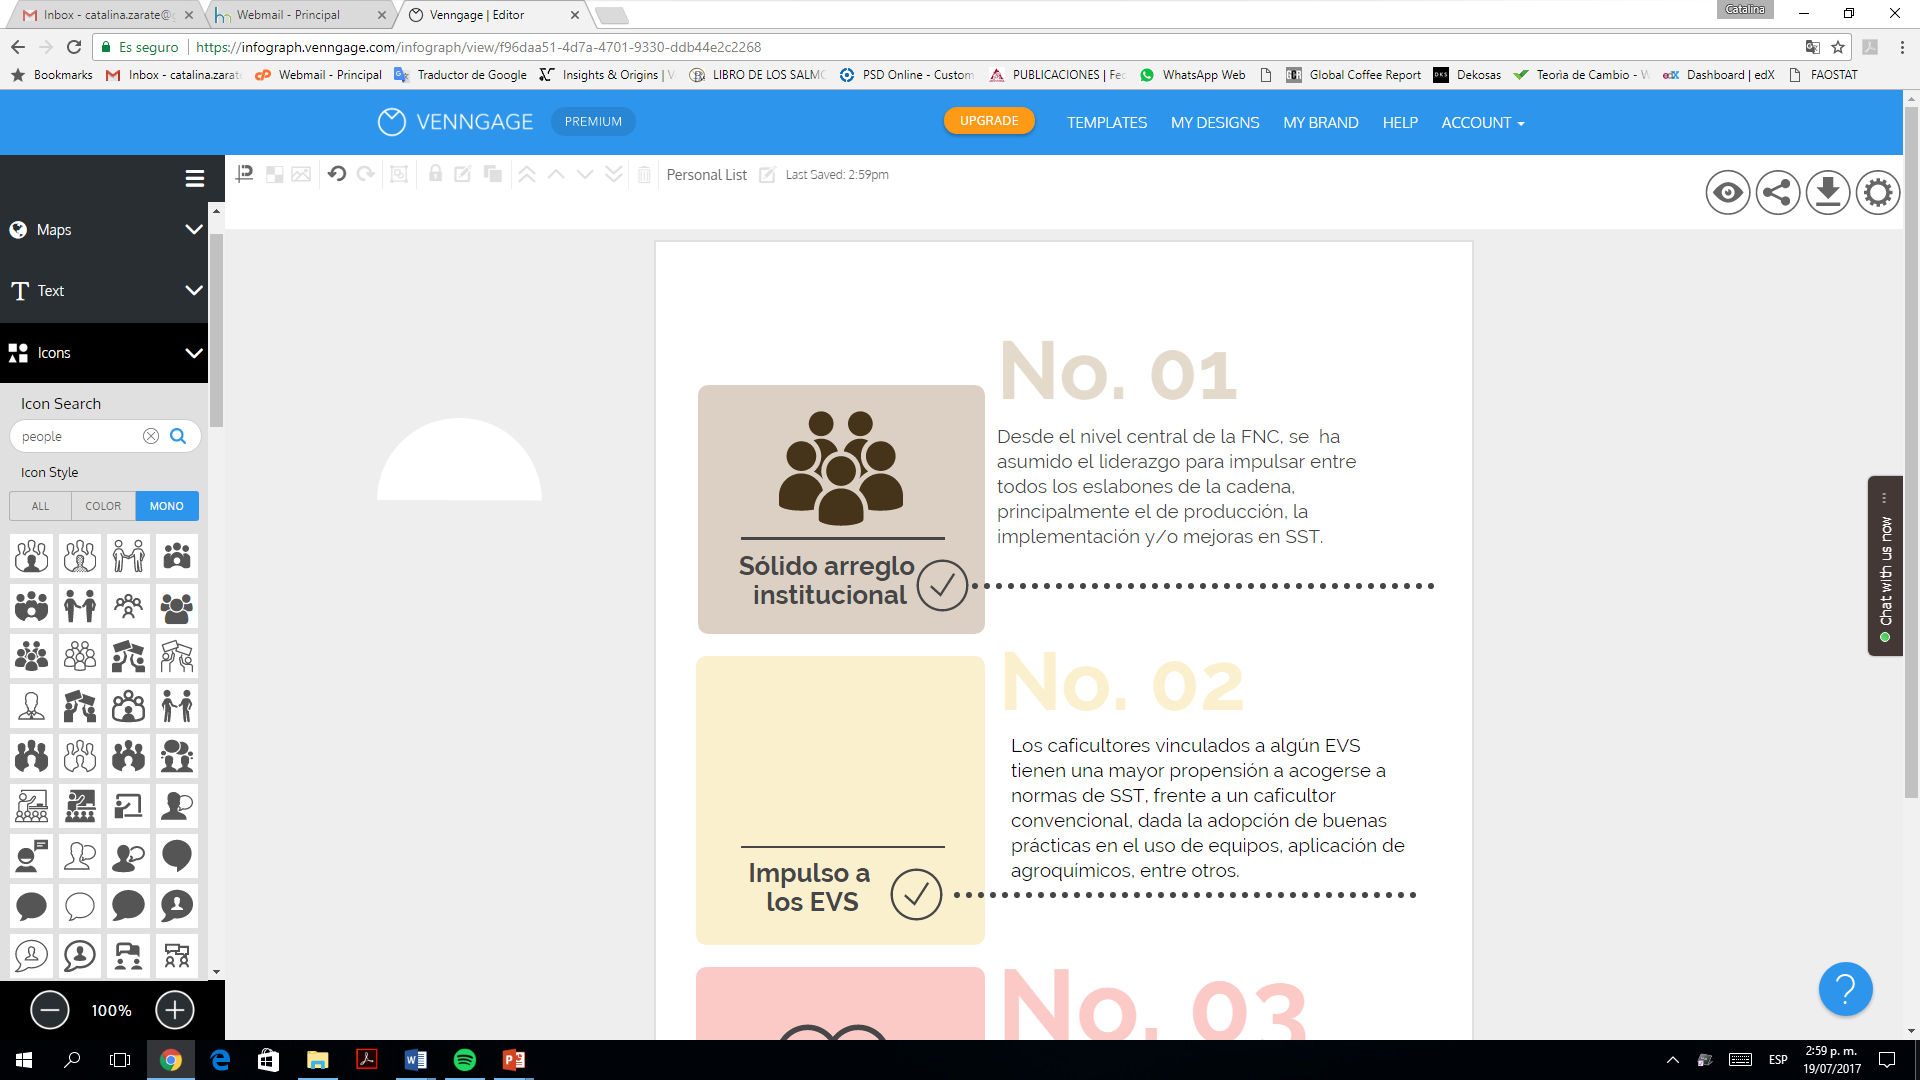 Inbox - catalina.zarate@g
Webmail - Principal
Venngage | Editor
Catalina
Es seguro
https://infograph.venngage.com/infograph/view/f96daa51-4d7a-4701-9330-ddb44e2c2268
Bookmarks
Inbox - catalina.zarat
Webmail - Principal
Traductor de Google
Insights & Origins |
LIBRO DE LOS SALMO
PSD Online - Custom
PUBLICACIONES | Fe
WhatsApp Web
Global Coffee Report
Dekosas
Teoria de Cambio -
Dashboard | edX
FAOSTAT
VENNGAGE
PREMIUM
UPGRADE
TEMPLATES
MY DESIGNS
MY BRAND
HELP
ACCOUNT
Personal List
Last Saved: 2:59pm
Maps
Text
Icons
Icon Search
people
Icon Style
ALL
COLOR
MONO
100%
No. 01
Desde el nivel central de la FNC, se  ha
asumido el liderazgo para impulsar entre
todos los eslabones de la cadena,
principalmente el de producción, la
implementación y/o mejoras en SST.
Sólido arreglo
institucional
No. 02
Los caficultores vinculados a algún EVS
tienen una mayor propensión a acogerse a
normas de SST, frente a un caficultor
convencional, dada la adopción de buenas
prácticas en el uso de equipos, aplicación de
agroquímicos, entre otros.
Impulso a
los EVS
No. 03
chat with us now
?
ESP
2:59 p. m.
19/07/2017